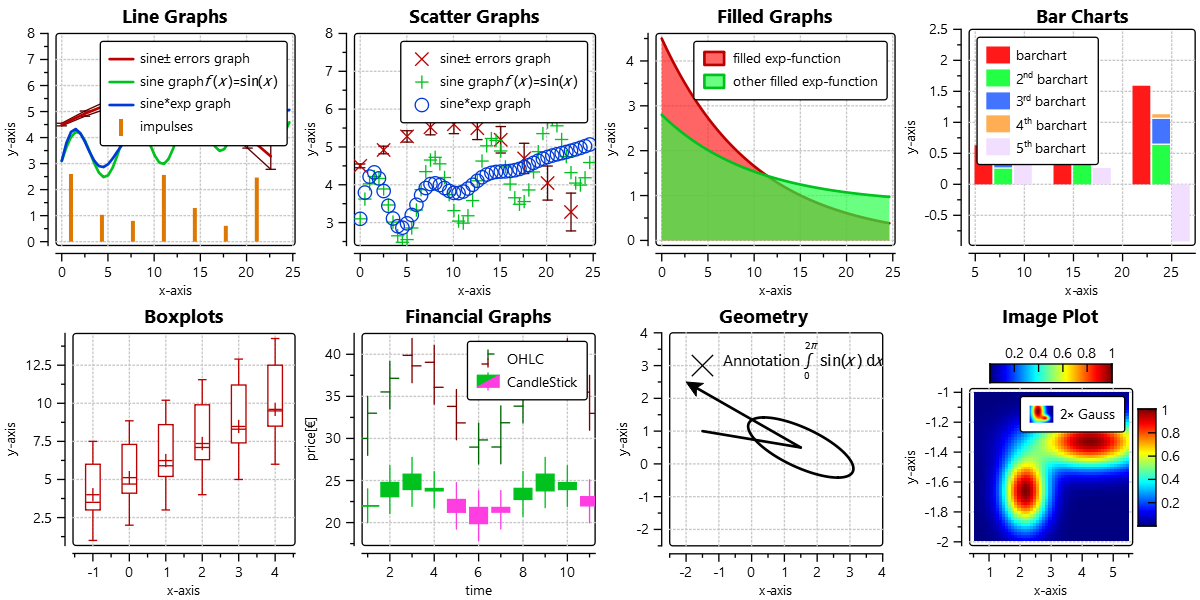 Line Graphs
8
7
6
5
4
3
2
1
0
y-axis
sine± errors graph
sine graph f(x)=sin(x)
sine*exp graph
impulses
0 5 10 15 20 25
x-axis
Scatter Graphs
8
7
6
5
4
3
y-axis
sine± errors graph
sine graph f(x)=sin(x)
sine*exp graph
0 5 10 15 20 25
x-axis
Filled Graphs
4
3
2
1
0
y-axis
filled exp-function
other filled exp-function
0 5 10 15 20 25
x-axis
Bar Charts
2.5
2
1.5
1
0.5
0
-0.5
y-axis
barchart
2nd barchart
3rd barchart
4th barchart
5th barchart
5 10 15 20 25
x-axis
Boxplots
12.5
10
7.5
5
2.5
y-axis
-1 0 1 2 3 4
x-axis
Financial Graphs
40
35
30
25
20
price[€]
OHLC
CandleStick
2 4 6 8 10
time
Geometry
4
3
2
1
0
-1
-2
y-axis
Annotation ∫ 0 2π sin(x) dx
-2 -1 0 1 2 3 4
x-axis
Image Plot
0.2 0.4 0.6 0.8 1
-1
-1.2
-1.4
-1.6
-1.8
-2
y-axis
2× Gauss
1
0.8
0.6
0.4
0.2
1 2 3 4 5
x-axis